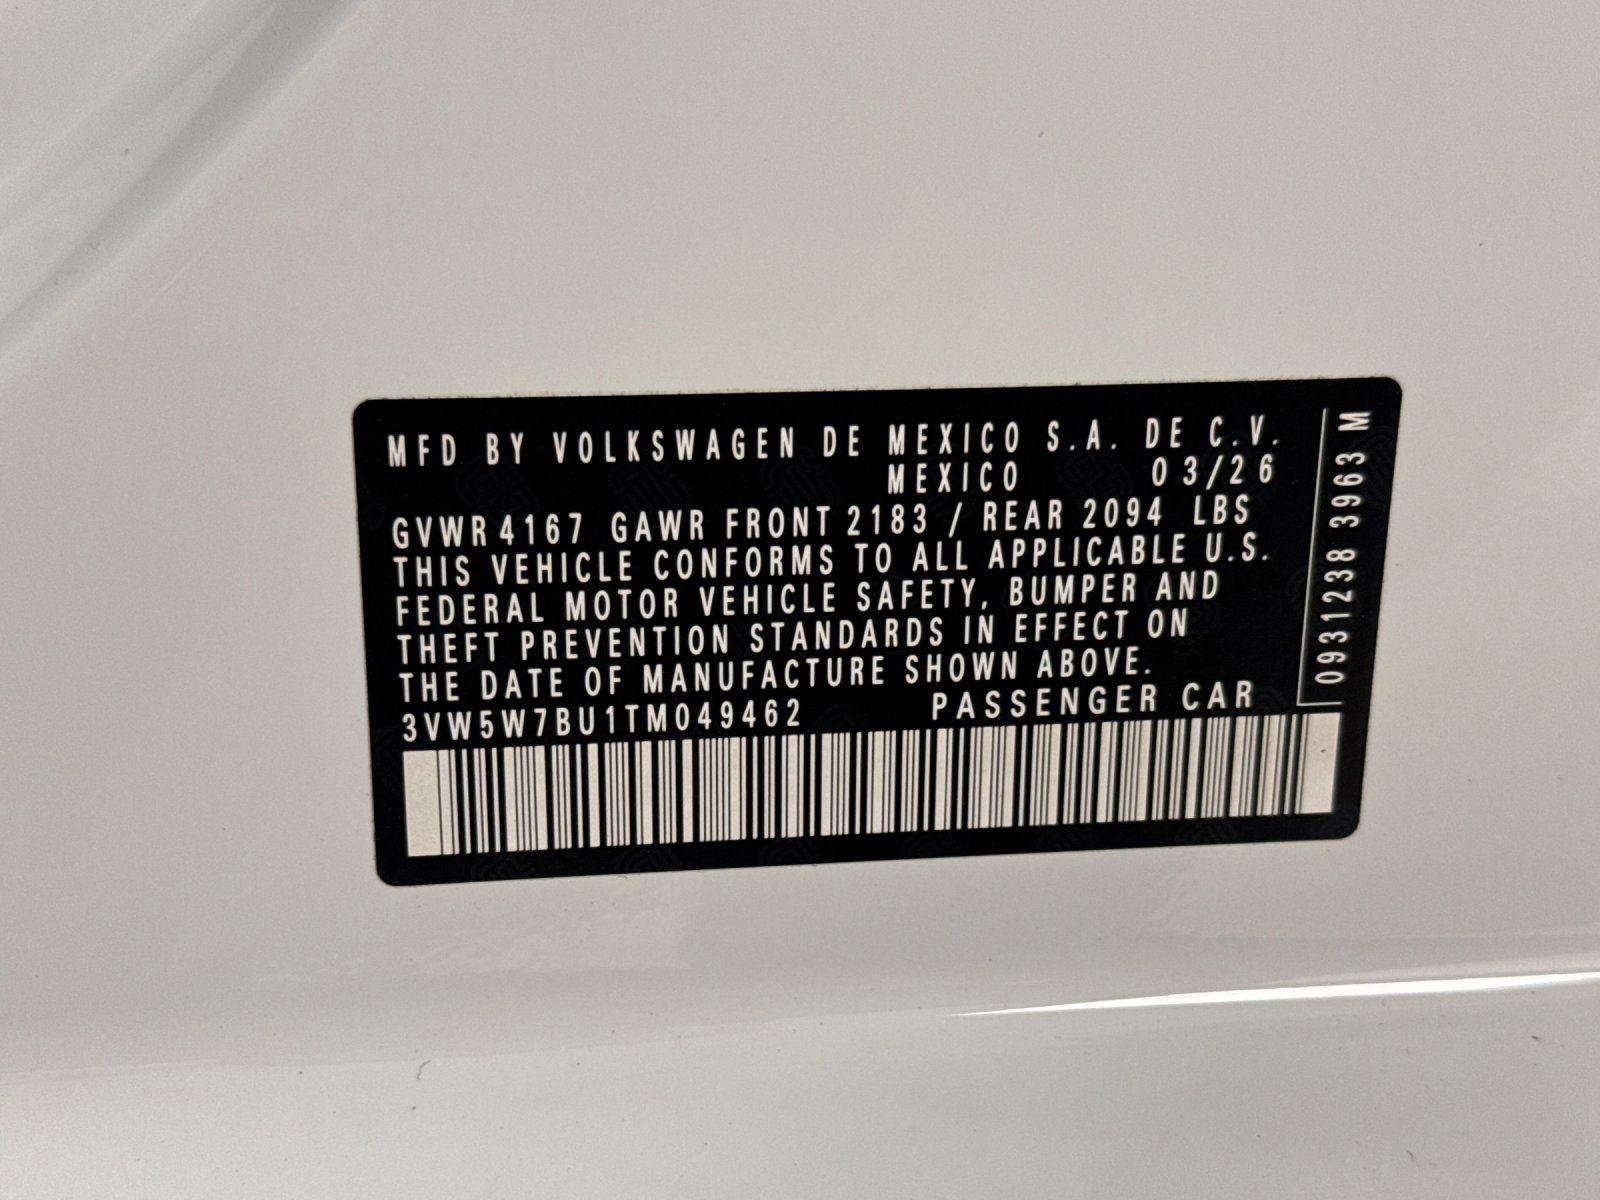 MFD BY VOLKSWAGEN DE MEXICO S.A. DE C.V.
MEXICO 03/26
GVWR 4167 GAWR FRONT 2183 / REAR 2094 LBS
THIS VEHICLE CONFORMS TO ALL APPLICABLE U.S.
FEDERAL MOTOR VEHICLE SAFETY, BUMPER AND
THEFT PREVENTION STANDARDS IN EFFECT ON
THE DATE OF MANUFACTURE SHOWN ABOVE.
3VW5W7BU1TM049462 PASSENGER CAR
0931238 3963 M